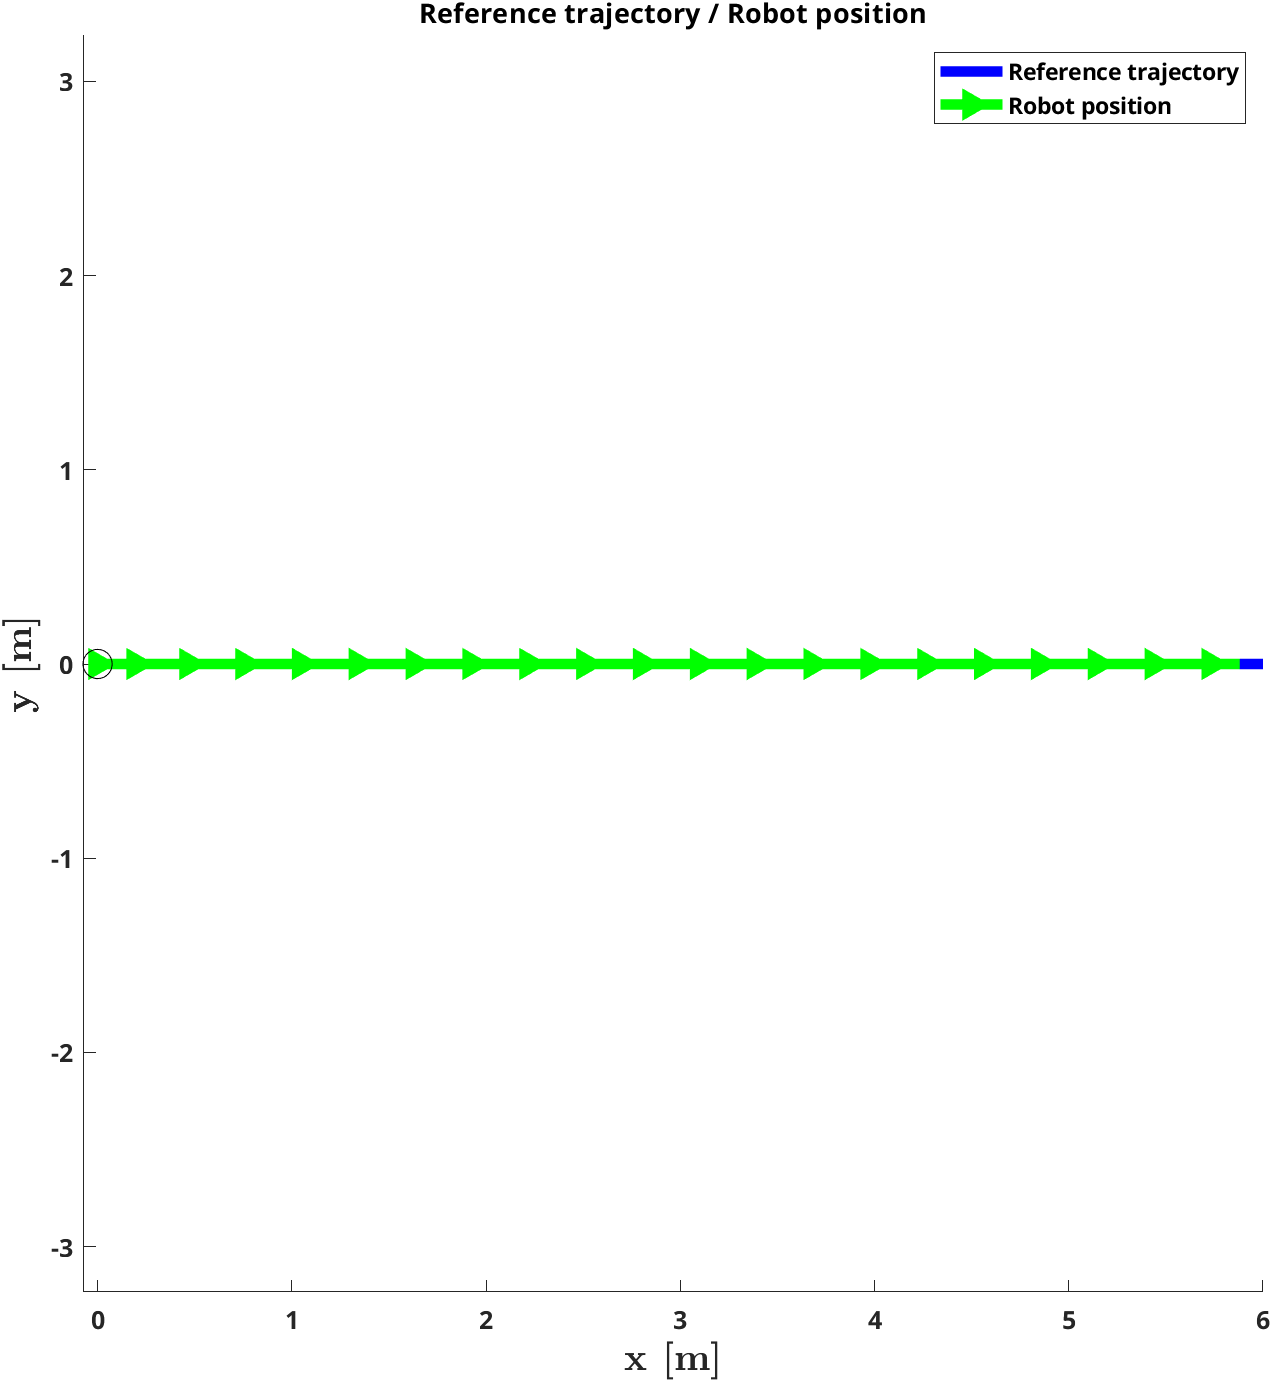 Reference trajectory / Robot position
Reference trajectory
Robot position
3
2
1
0
-1
-2
-3
y [m]
0 1 2 3 4 5 6
x [m]